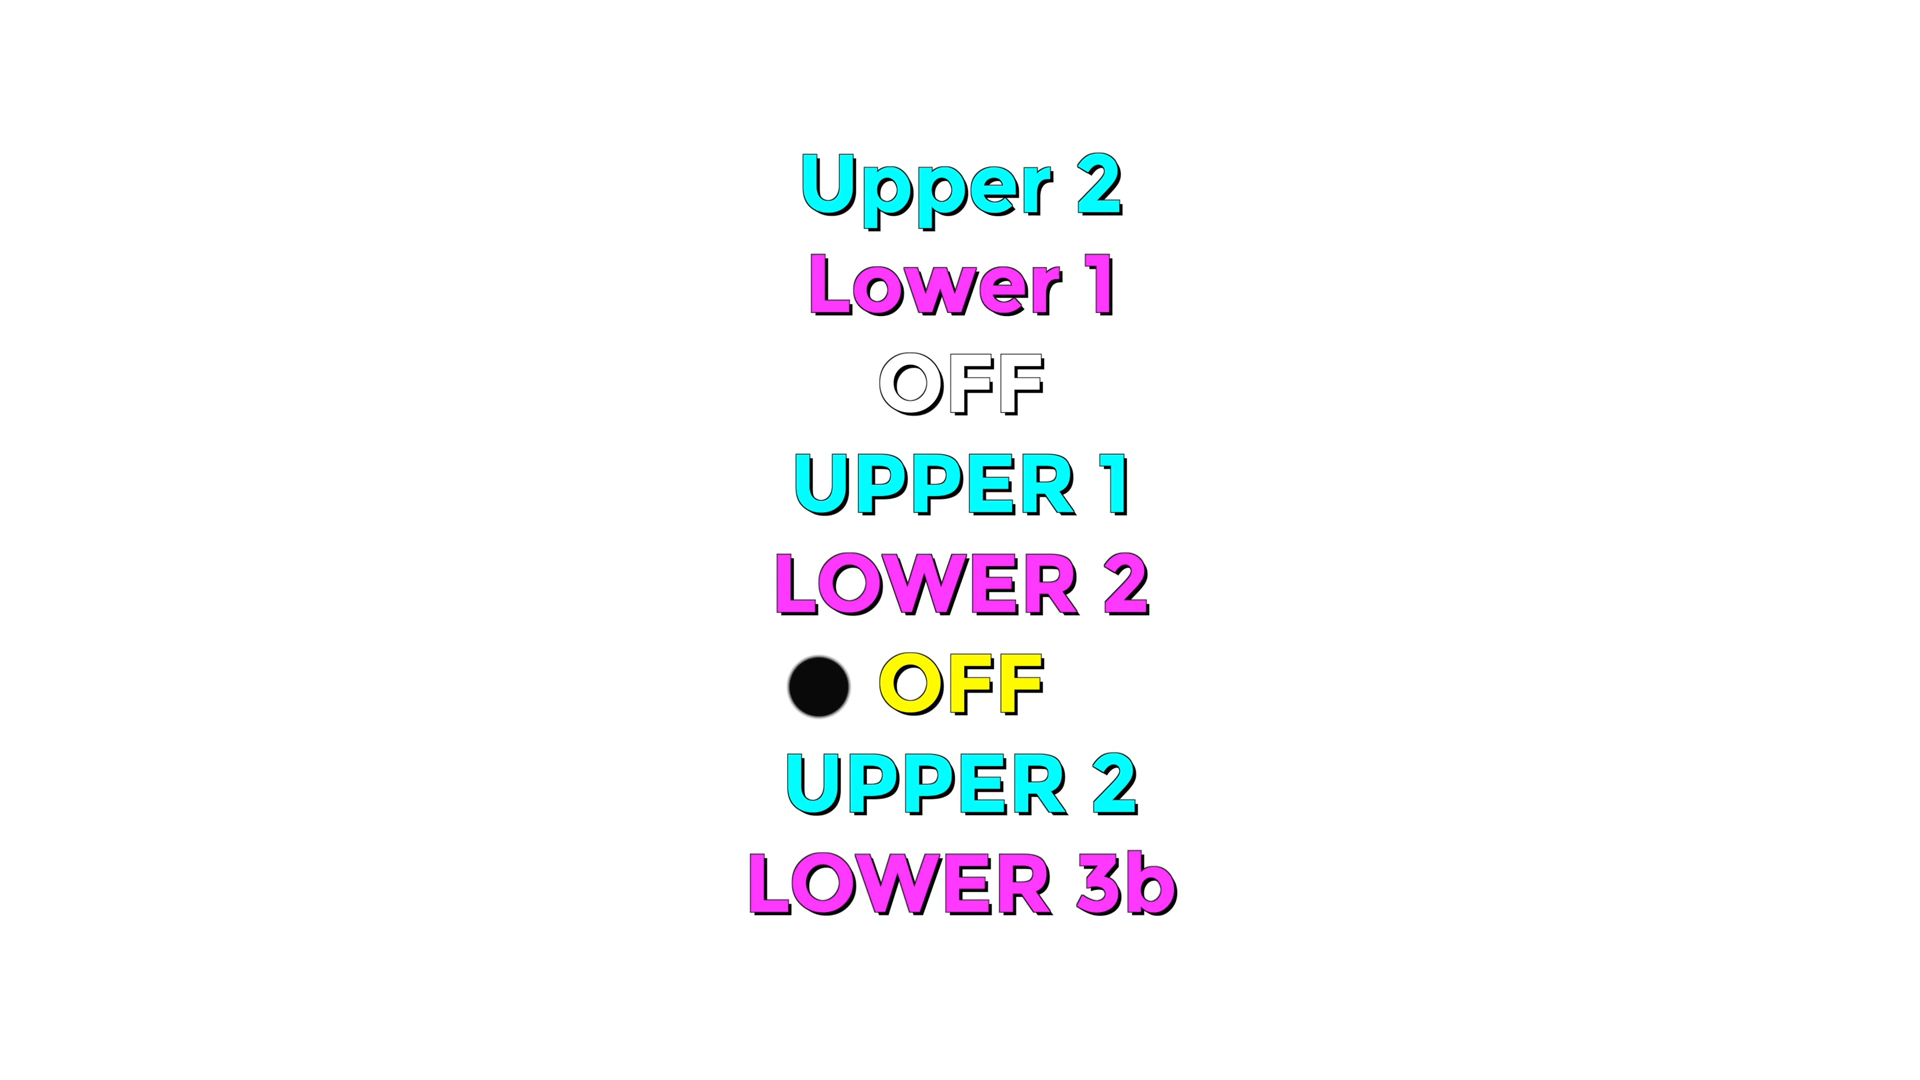 Upper 2
Lower 1
OFF
UPPER 1
LOWER 2
OFF
UPPER 2
LOWER 3b